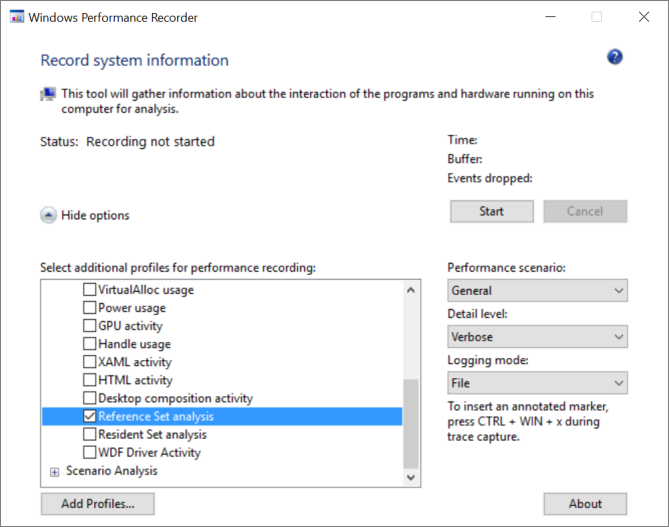 Windows Performance Recorder
Record system information
This tool will gather information about the interaction of the programs and hardware running on this
computer for analysis.
Status: Recording not started
Time:
Buffer:
Events dropped:
Start
Cancel
Hide options
Select additional profiles for performance recording:
VirtualAlloc usage
Power usage
GPU activity
Handle usage
XAML activity
HTML activity
Desktop composition activity
Reference Set analysis
Resident Set analysis
WDF Driver Activity
Scenario Analysis
Add Profiles...
Performance scenario:
General
Detail level:
Verbose
Logging mode:
File
To insert an annotated marker,
press CTRL + WIN + x during
trace capture.
About